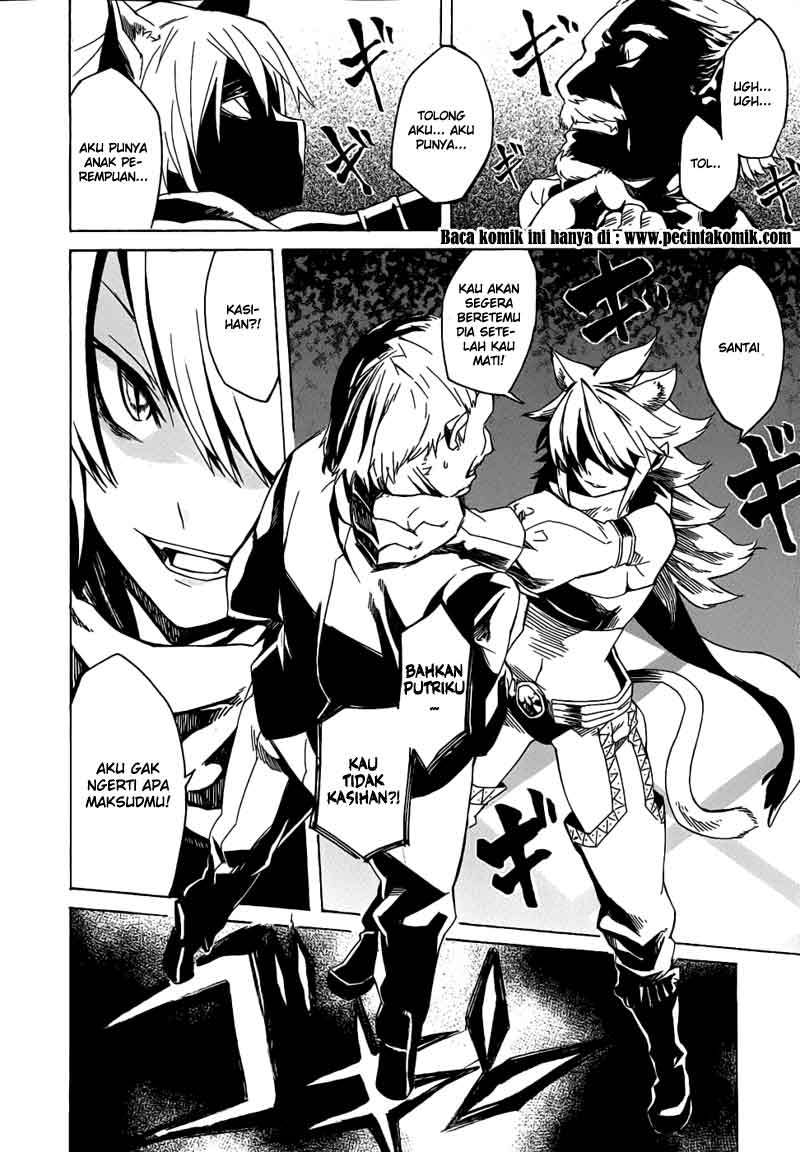 UGH...
UGH...
TOL..
TOLONG
AKU... AKU
PUNYA...
AKU PUNYA
ANAK PE-
REMPUAN...
ギ
ギ
ギ
ギ
ギ
Baca komik ini hanya di : www.pecintakomik.com
SANTAI
KAU AKAN
SEGERA
BERETEMU
DIA SETE-
LAH KAU
MATI!
ギ
ギ
ギ
BAHKAN
PUTRIKU
...
KAU
TIDAK
KASIHAN?!
KASI-
HAN?!
AKU GAK
NGERTI APA
MAKSUDMU!